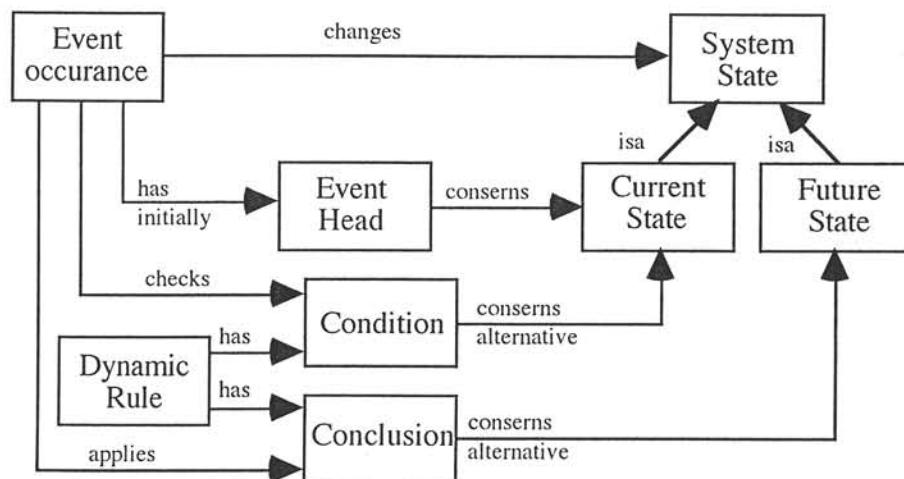 Event
occurance
changes
System
State
isa
isa
has
initially
Event
Head
conserns
Current
State
Future
State
checks
Condition
conserns
alternative
has
Dynamic
Rule
has
Conclusion
conserns
alternative
applies